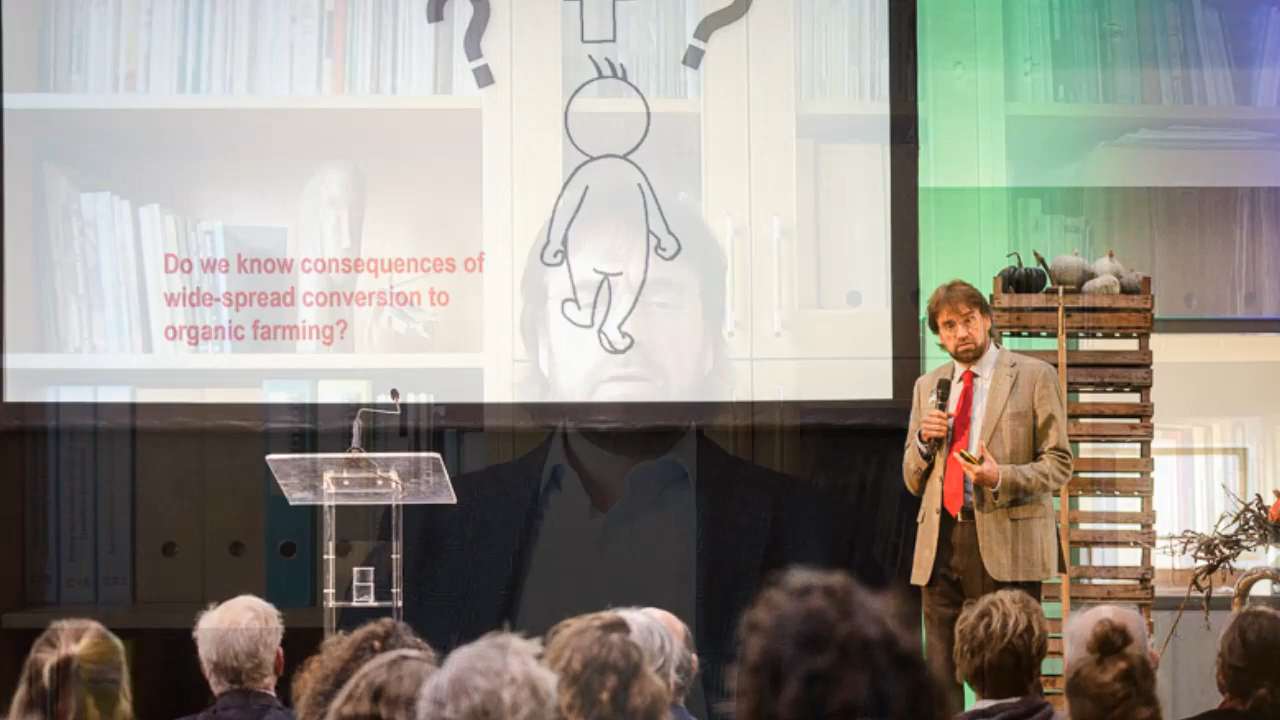 ? ?
Do we know consequences of
wide-spread conversion to
organic farming?